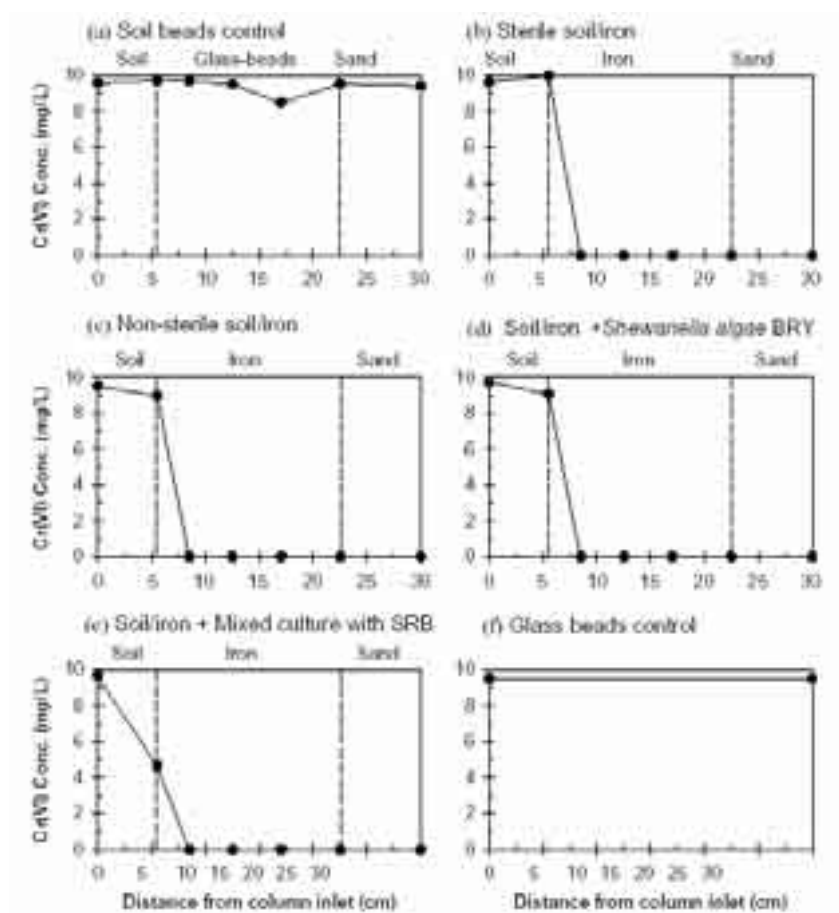 (a) Soil beads control
Soil Glass-beads Sand
10
8
6
4
2
0
0 5 10 15 20 25 30
Cr(VI) Conc. (mg/L)
(b) Sterile soil/iron
Soil Iron Sand
10
8
6
4
2
0
0 5 10 15 20 25 30
(c) Non-sterile soil/iron
Soil Iron Sand
10
8
6
4
2
0
0 5 10 15 20 25 30
Cr(VI) Conc. (mg/L)
(d) Soil/iron +Shewanella algae BRY
Soil Iron Sand
10
8
6
4
2
0
0 5 10 15 20 25 30
(e) Soil/iron + Mixed culture with SRB
Soil Iron Sand
10
8
6
4
2
0
0 5 10 15 20 25 30
Cr(VI) Conc. (mg/L)
Distance from column inlet (cm)
(f) Glass beads control
10
8
6
4
2
0
0 5 10 15 20 25 30
Distance from column inlet (cm)